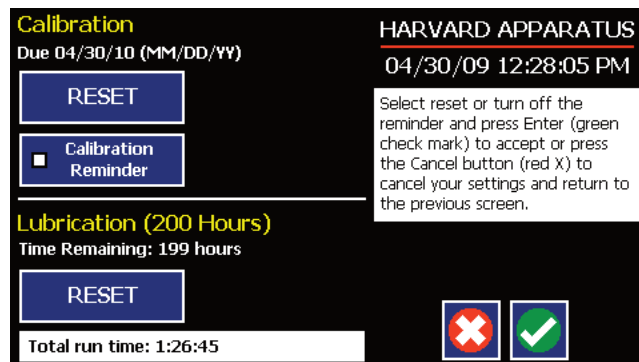 Calibration
Due 04/30/10 (MM/DD/YY)
RESET
Calibration
Reminder
Lubrication (200 Hours)
Time Remaining: 199 hours
RESET
Total run time: 1:26:45
HARVARD APPARATUS
04/30/09 12:28:05 PM
Select reset or turn off the
reminder and press Enter (green
check mark) to accept or press
the Cancel button (red X) to
cancel your settings and return to
the previous screen.